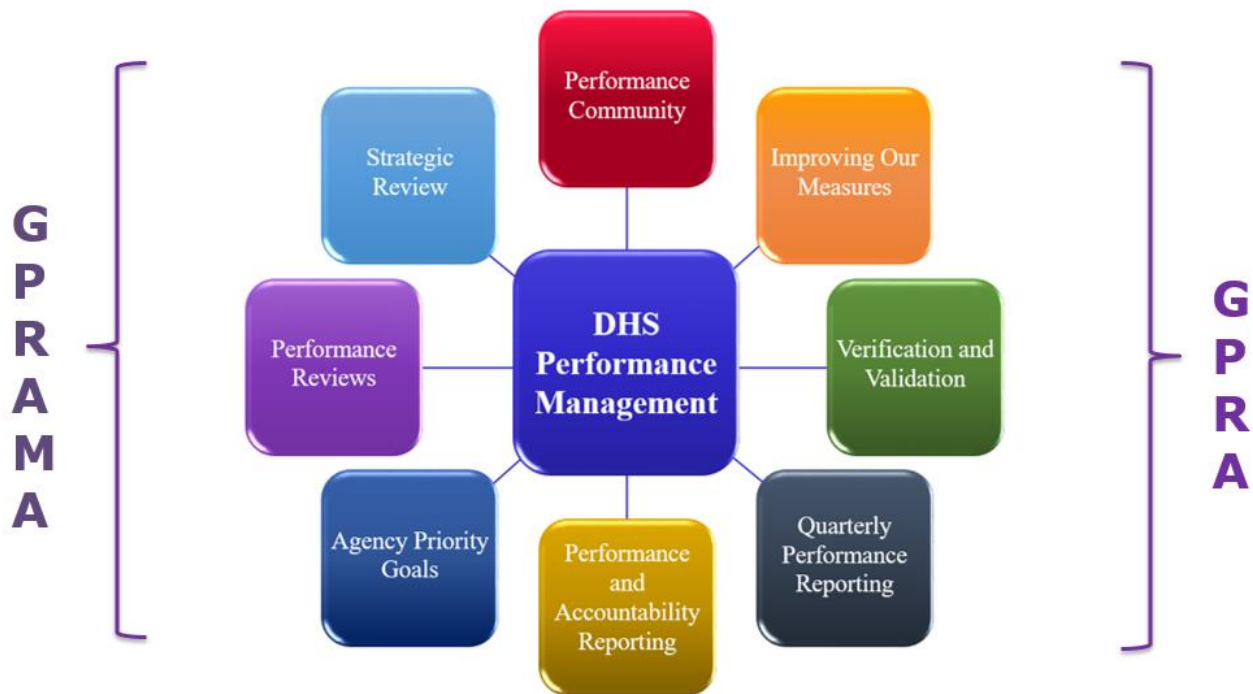 Performance
Community
Strategic
Review
Improving Our
Measures
G
P
R
A
M
A
Performance
Reviews
DHS
Performance
Management
Verification and
Validation
G
P
R
A
Agency Priority
Goals
Performance
and
Accountability
Reporting
Quarterly
Performance
Reporting